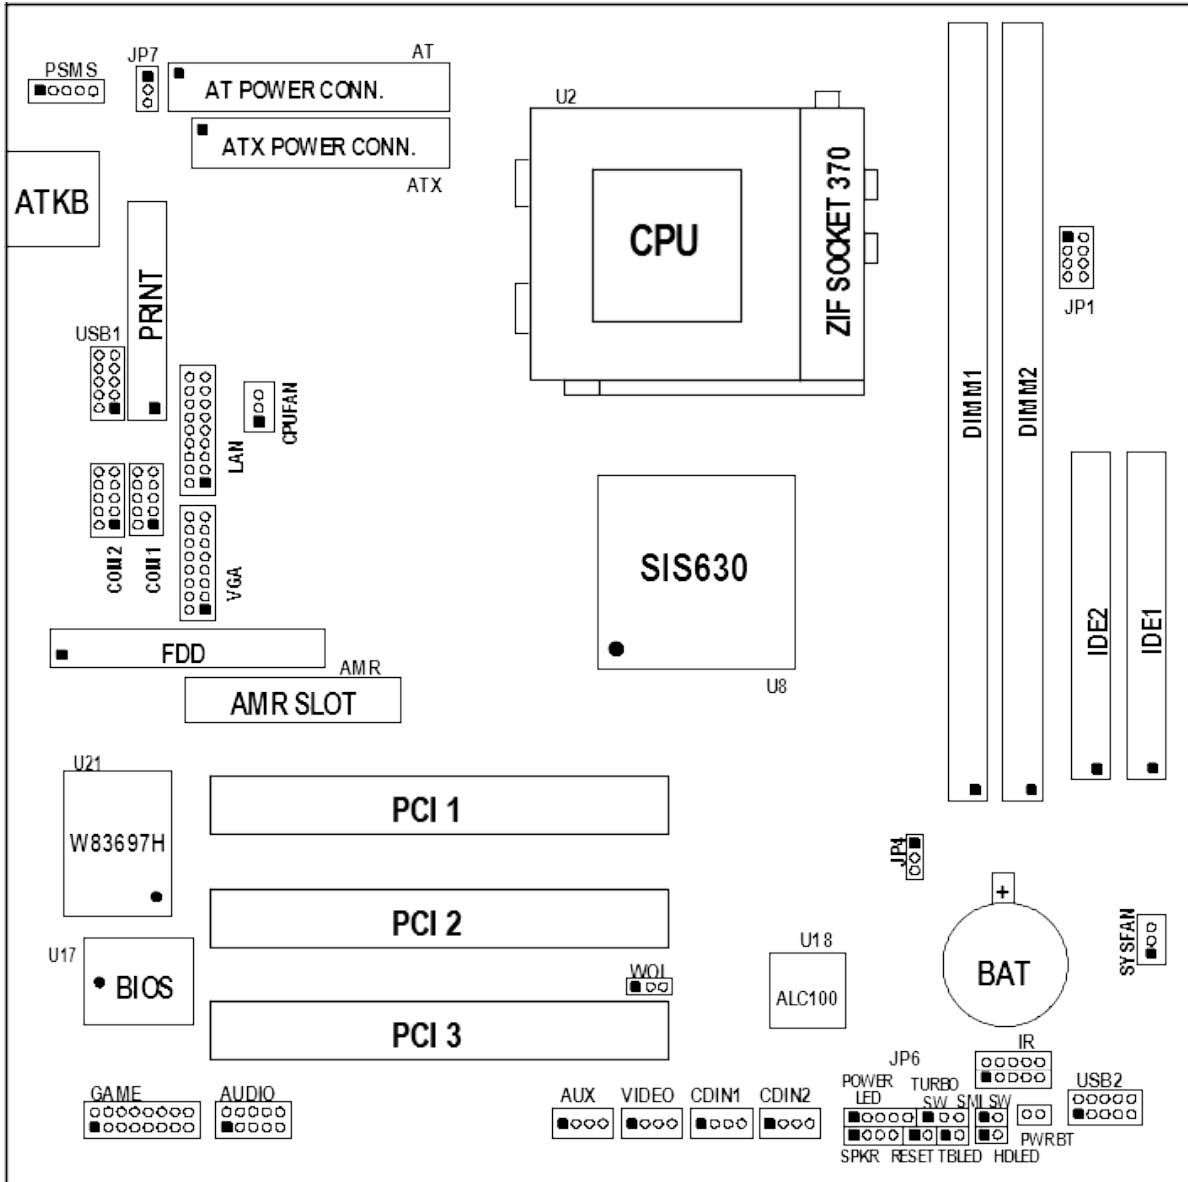 AT
JP7
PSMS
AT POWER CONN.
U2
ATX POWER CONN.
ATX
ATKB
CPU
ZIF SOCKET 370
PRINT
JP1
USB1
CPUFAN
LAN
DIMM1
DIMM2
COM2
COM1
VGA
SIS630
IDE2
IDE1
FDD
AMR
AMR SLOT
U8
U21
PCI 1
W83697H
JP4
+
PCI 2
U17
U18
SYSFAN
BIOS
WOL
BAT
ALC100
PCI 3
IR
JP6
GAME
AUDIO
AUX
VIDEO
CDIN1
CDIN2
POWER
LED
TURBO
SW
SMI SW
USB2
PWRBT
SPKR
RESET
TBLED
HDLED